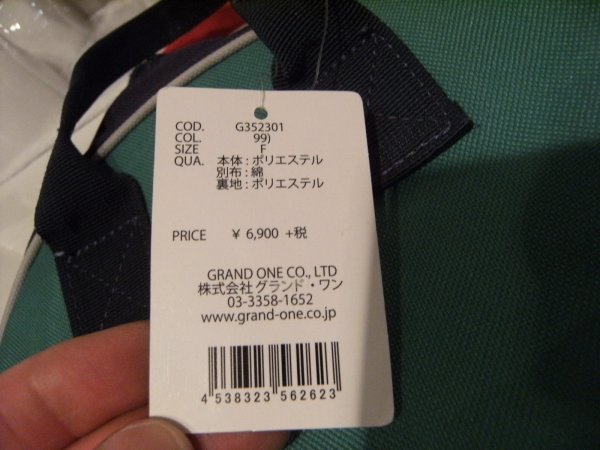 COD. G352301
COL. 99)
SIZE F
QUA. 本体：ポリエステル
別布：綿
裏地：ポリエステル
PRICE ¥ 6,900 +税
GRAND ONE CO., LTD
株式会社グランド・ワン
03-3358-1652
www.grand-one.co.jp
4 538323 562623